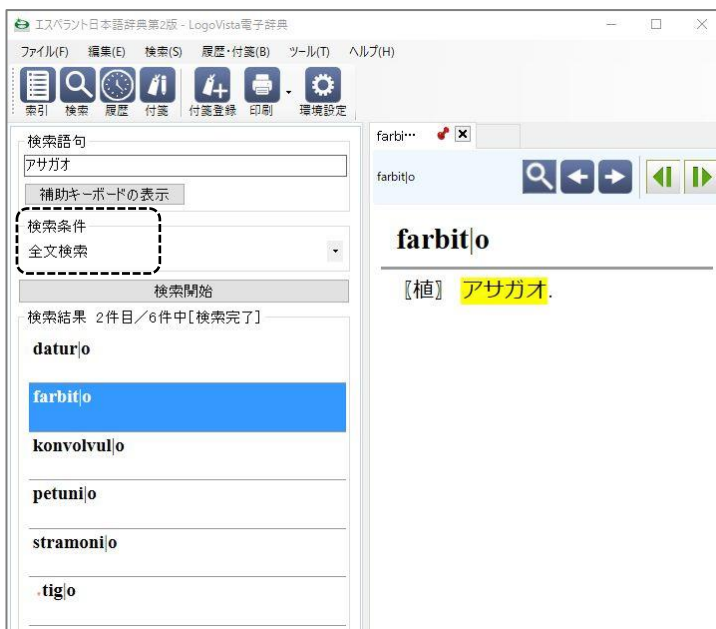 エスペラント日本語辞典第2版 - LogoVista電子辞典
ファイル(F) 編集(E) 検索(S) 履歴・付箋(B) ツール(T) ヘルプ(H)
索引 検索 履歴 付箋 付箋登録 印刷 環境設定
検索語句
アサガオ
補助キーボードの表示
検索条件
全文検索
検索開始
検索結果 2件目／6件中[検索完了]
datur|o
farbit|o
konvolvul|o
petuni|o
stramoni|o
tig|o
farbi…
farbit|o
farbit|o
〖植〗 アサガオ.